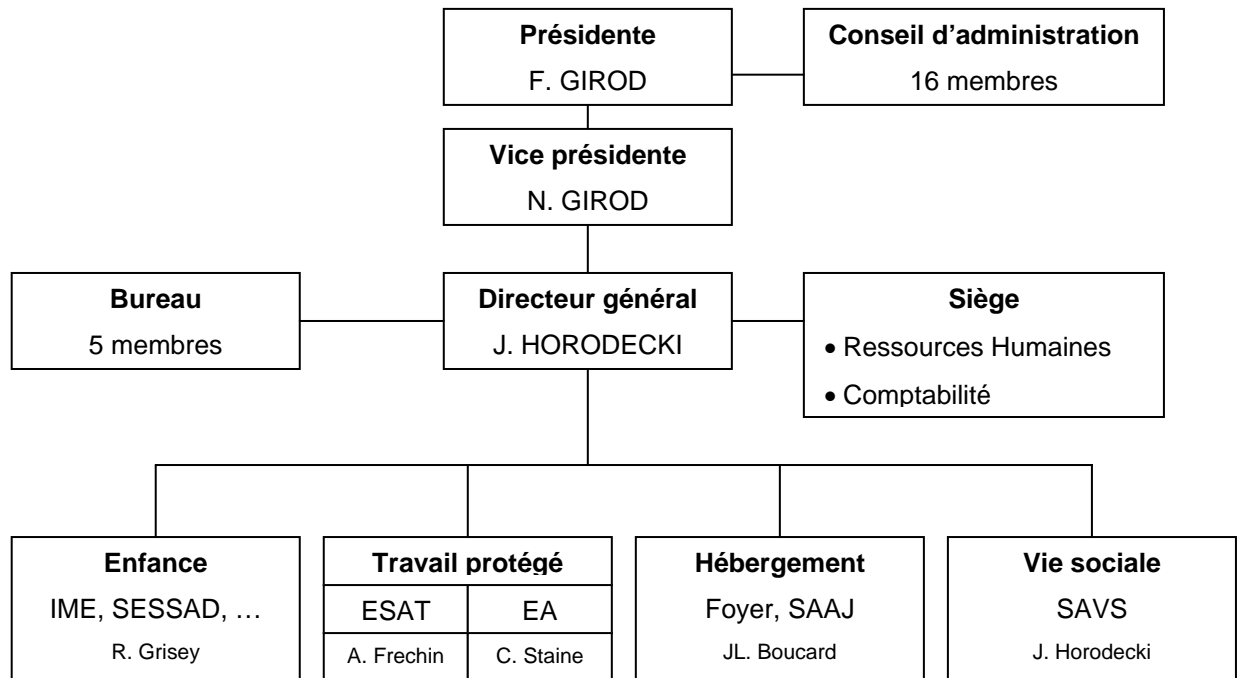 Présidente
F. GIROD
Conseil d’administration
16 membres
Vice présidente
N. GIROD
Bureau
5 membres
Directeur général
J. HORODECKI
Siège
• Ressources Humaines
• Comptabilité
Enfance
IME, SESSAD, …
R. Grisey
Travail protégé
ESAT EA
A. Frechin C. Staine
Hébergement
Foyer, SAAJ
JL. Boucard
Vie sociale
SAVS
J. Horodecki